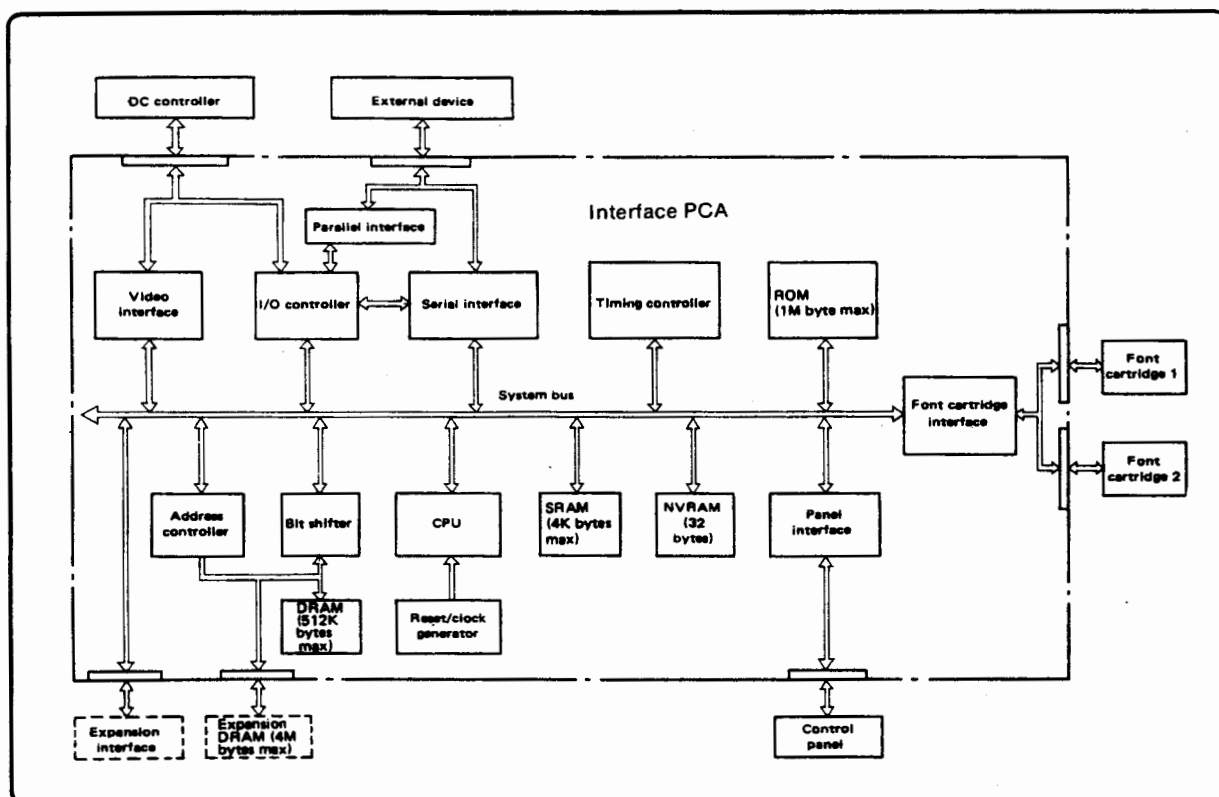 DC controller
External device
Interface PCA
Parallel interface
Video
interface
I/O controller
Serial interface
Timing controller
ROM
(1M byte max)
Font
cartridge 1
System bus
Font cartridge
interface
Font
cartridge 2
Address
controller
Bit shifter
CPU
SRAM
(4K bytes
max)
NVRAM
(32
bytes)
Panel
interface
DRAM
(512K
bytes
max)
Reset/clock
generator
Expansion
interface
Expansion
DRAM (4M
bytes max)
Control
panel